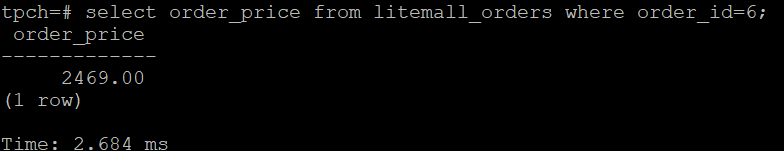 tpch=# select order_price from litemall_orders where order_id=6;
 order_price
-------------
     2469.00
(1 row)

Time: 2.684 ms